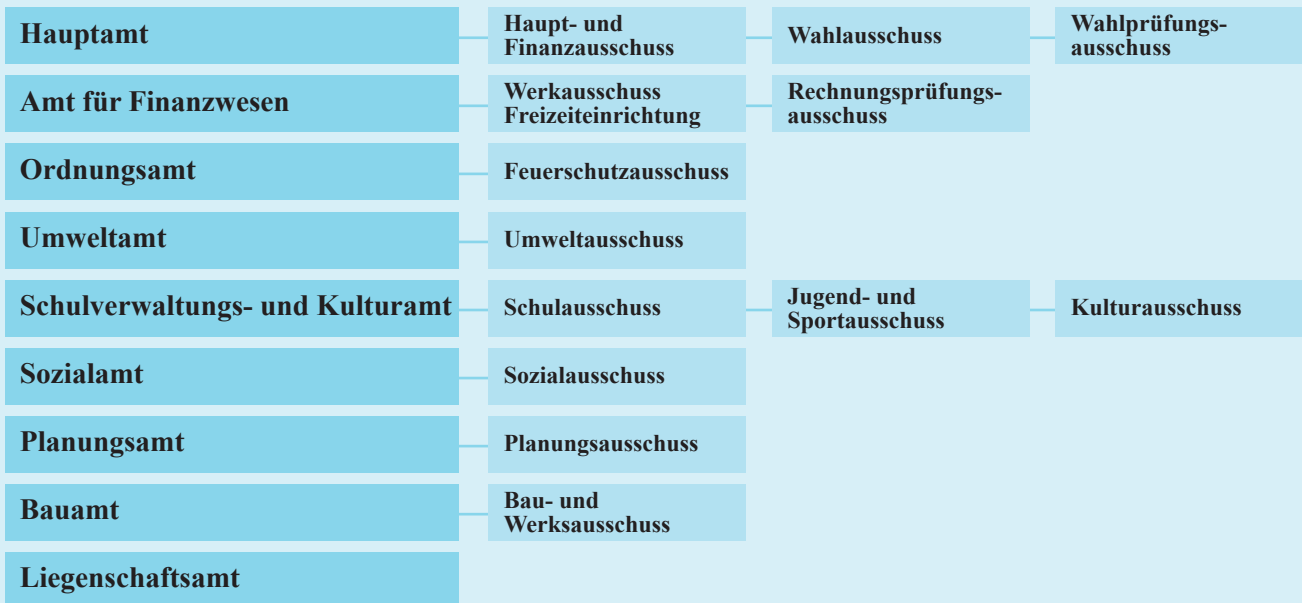 Hauptamt
Haupt- und
Finanzausschuss
Wahlausschuss
Wahlprüfungs-
ausschuss
Amt für Finanzwesen
Werkausschuss
Freizeiteinrichtung
Rechnungsprüfungs-
ausschuss
Ordnungsamt
Feuerschutzausschuss
Umweltamt
Umweltausschuss
Schulverwaltungs- und Kulturamt
Schulausschuss
Jugend- und
Sportausschuss
Kulturausschuss
Sozialamt
Sozialausschuss
Planungsamt
Planungsausschuss
Bauamt
Bau- und
Werksausschuss
Liegenschaftsamt